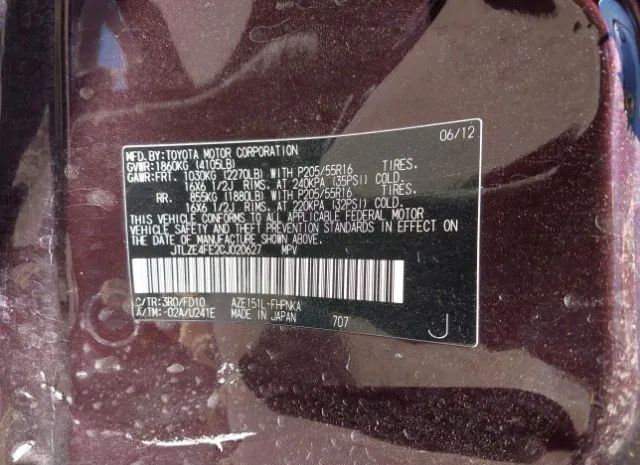 06/12
MFD. BY: TOYOTA MOTOR CORPORATION
GVWR: 1860KG (4105LB)
GAWR: FRT. 1030KG (2270LB) WITH P205/55R16 TIRES.
16X6 1/2J RIMS. AT 240KPA (35PSI) COLD.
RR. 855KG (1880LB) WITH P205/55R16 TIRES.
16X6 1/2J RIMS. AT 220KPA (32PSI) COLD.
THIS VEHICLE CONFORMS TO ALL APPLICABLE FEDERAL MOTOR
VEHICLE SAFETY AND THEFT PREVENTION STANDARDS IN EFFECT
ON THE DATE OF MANUFACTURE SHOWN ABOVE.
JTLZE4FE2CJ020627 MPV
C/TR: 3R0/FD10 AZE151L-FHPNKA
A/TM: -02A/U241E MADE IN JAPAN 707 J